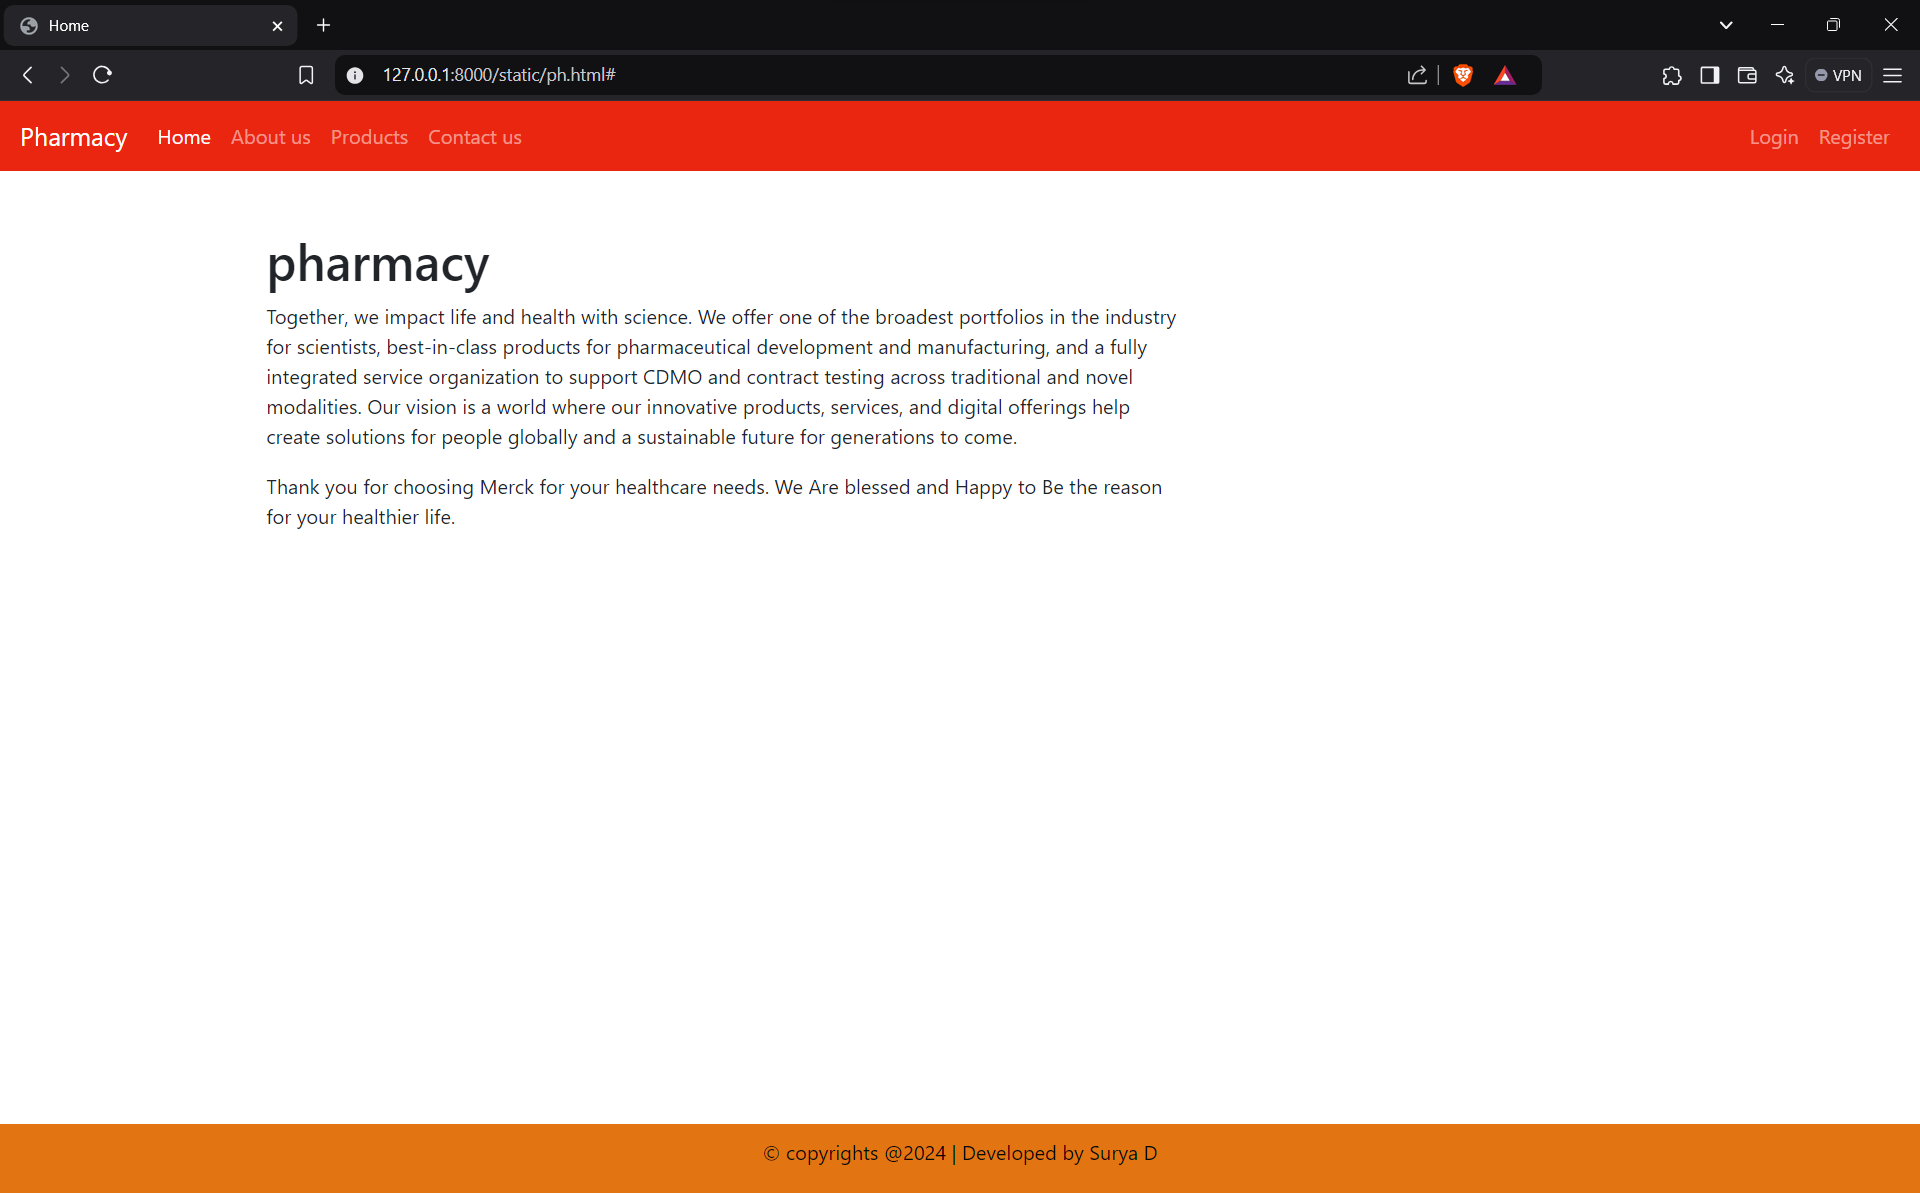 Home
127.0.0.1:8000/static/ph.html#
VPN
Pharmacy Home About us Products Contact us Login Register
pharmacy
Together, we impact life and health with science. We offer one of the broadest portfolios in the industry
for scientists, best-in-class products for pharmaceutical development and manufacturing, and a fully
integrated service organization to support CDMO and contract testing across traditional and novel
modalities. Our vision is a world where our innovative products, services, and digital offerings help
create solutions for people globally and a sustainable future for generations to come.
Thank you for choosing Merck for your healthcare needs. We Are blessed and Happy to Be the reason
for your healthier life.
© copyrights @2024 | Developed by Surya D